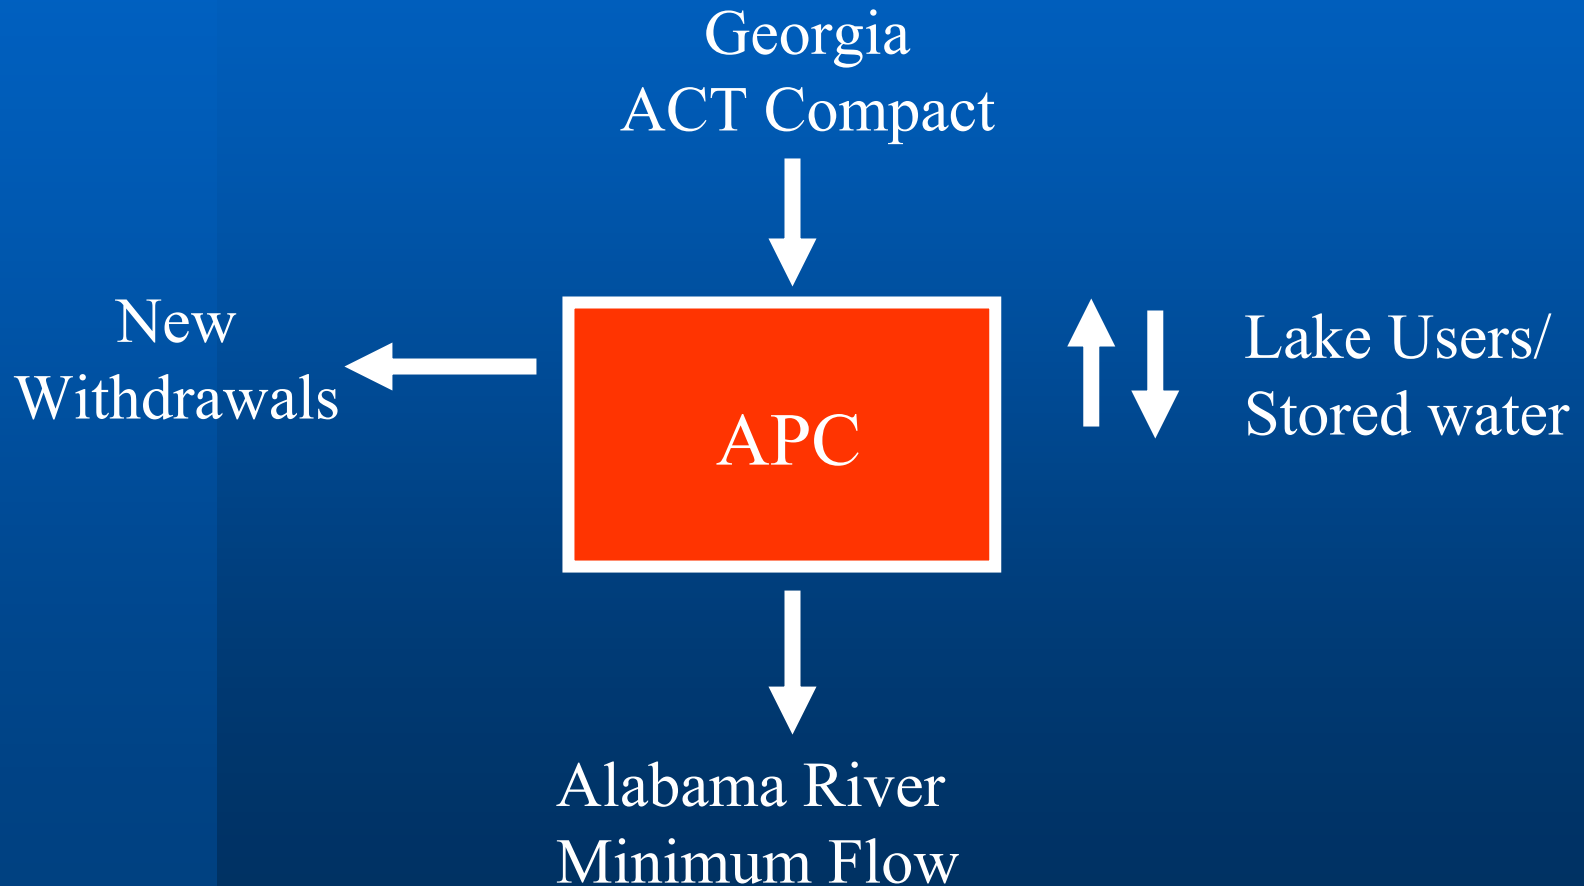 Georgia
ACT Compact
New
Withdrawals
APC
Lake Users/
Stored water
Alabama River
Minimum Flow